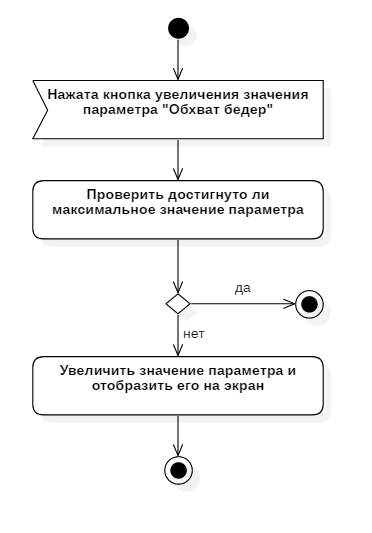 Нажата кнопка увеличения значения
параметра "Обхват бедер"
Проверить достигнуто ли
максимальное значение параметра
да
нет
Увеличить значение параметра и
отобразить его на экран